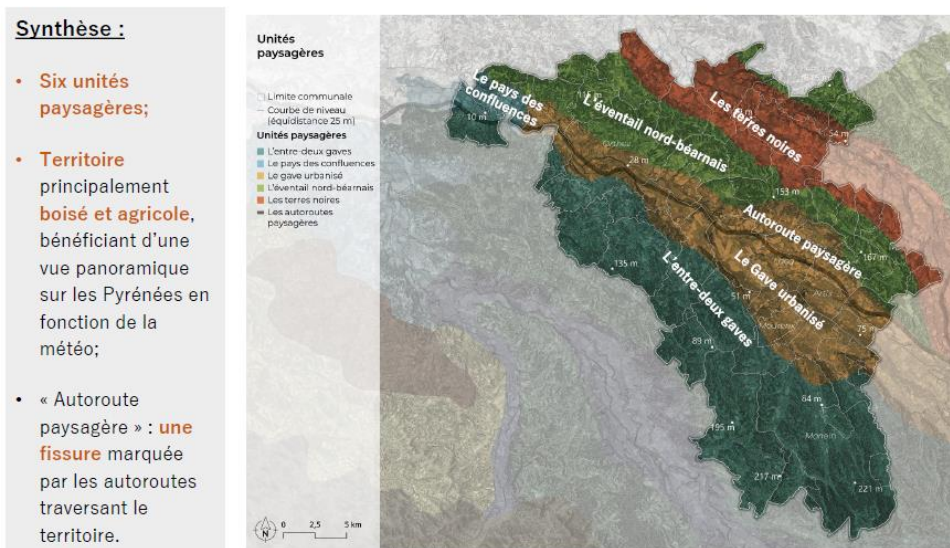 Synthèse :
• Six unités
paysagères;
• Territoire
principalement
boisé et agricole,
bénéficiant d'une
vue panoramique
sur les Pyrénées en
fonction de la
météo;
• « Autoroute
paysagère » : une
fissure marquée
par les autoroutes
traversant le
territoire.
Unités
paysagères
Limite communale
Courbe de niveau
(équidistance 25 m)
Unités paysagères
L'entre-deux gaves
Le pays des confluences
Le gave urbanisé
L'éventail nord-béarnais
Les terres noires
Les autoroutes
paysagères
N
0 2,5 5 km
Le pays des
confluences
10 m
L'éventail nord-béarnais
Les terres noires
54 m
28 m
153 m
Autoroute paysagère
167 m
L'entre-deux gaves
Le Gave urbanisé
135 m
51 m
75 m
89 m
84 m
195 m
217 m
221 m